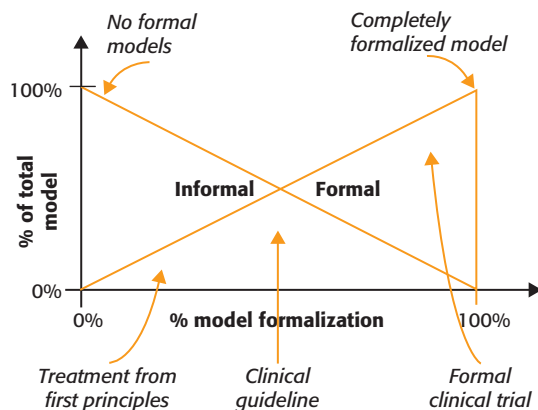 No formal
models
Completely
formalized model
100%
% of total
model
Informal
Formal
0%
0%
% model formalization
100%
Treatment from
first principles
Clinical
guideline
Formal
clinical trial